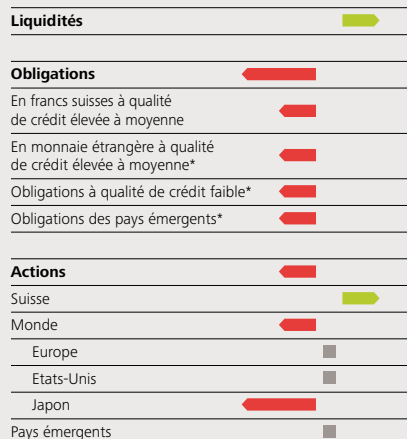 Liquidités
Obligations
En francs suisses à qualité
de crédit élevée à moyenne
En monnaie étrangère à qualité
de crédit élevée à moyenne*
Obligations à qualité de crédit faible*
Obligations des pays émergents*
Actions
Suisse
Monde
Europe
Etats-Unis
Japon
Pays émergents